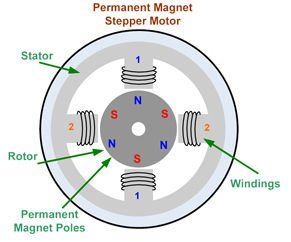 Permanent Magnet
Stepper Motor
Stator
1
N
S
S
2
2
N
N
S
Rotor
1
Windings
Permanent
Magnet Poles